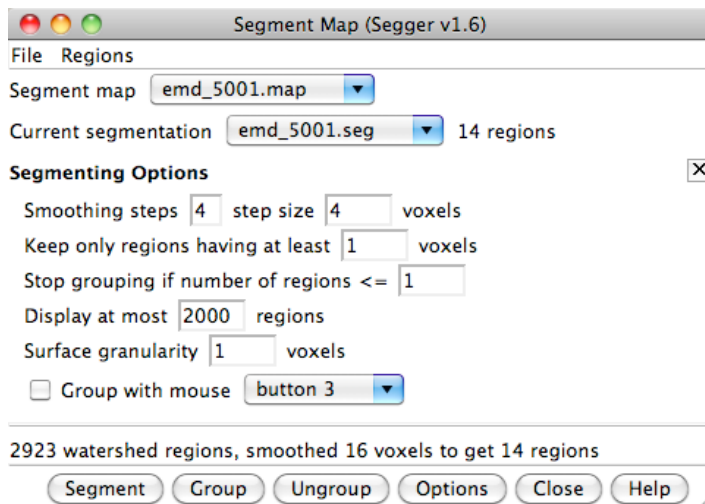 Segment Map (Segger v1.6)
File Regions
Segment map emd_5001.map
Current segmentation emd_5001.seg 14 regions
Segmenting Options
Smoothing steps 4 step size 4 voxels
Keep only regions having at least 1 voxels
Stop grouping if number of regions <= 1
Display at most 2000 regions
Surface granularity 1 voxels
Group with mouse button 3
2923 watershed regions, smoothed 16 voxels to get 14 regions
Segment Group Ungroup Options Close Help